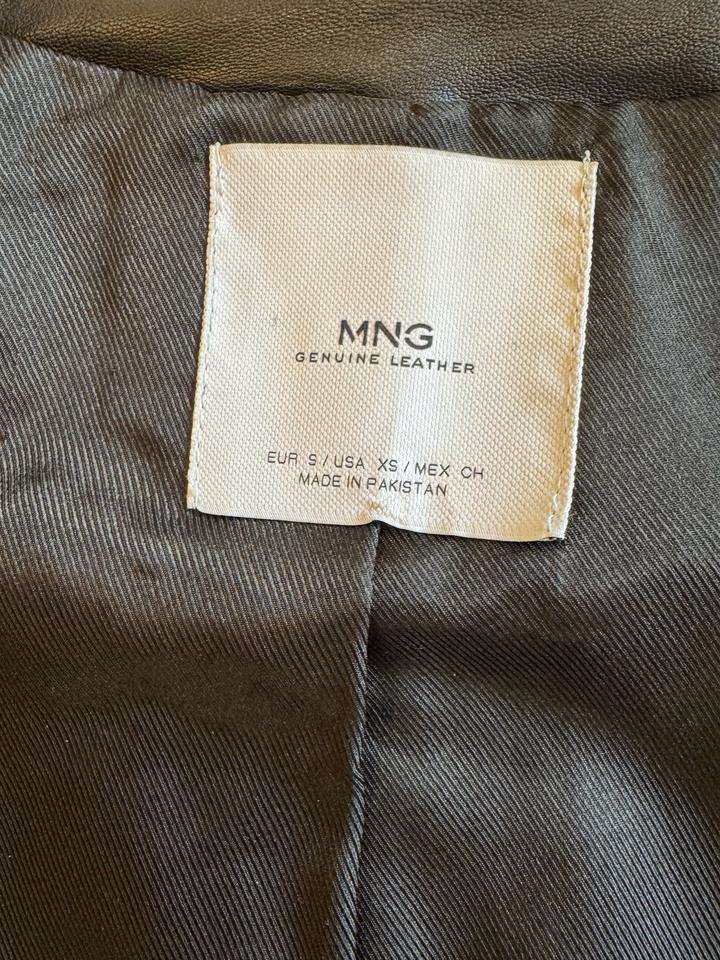 MNG
GENUINE LEATHER
EUR S / USA XS / MEX CH
MADE IN PAKISTAN